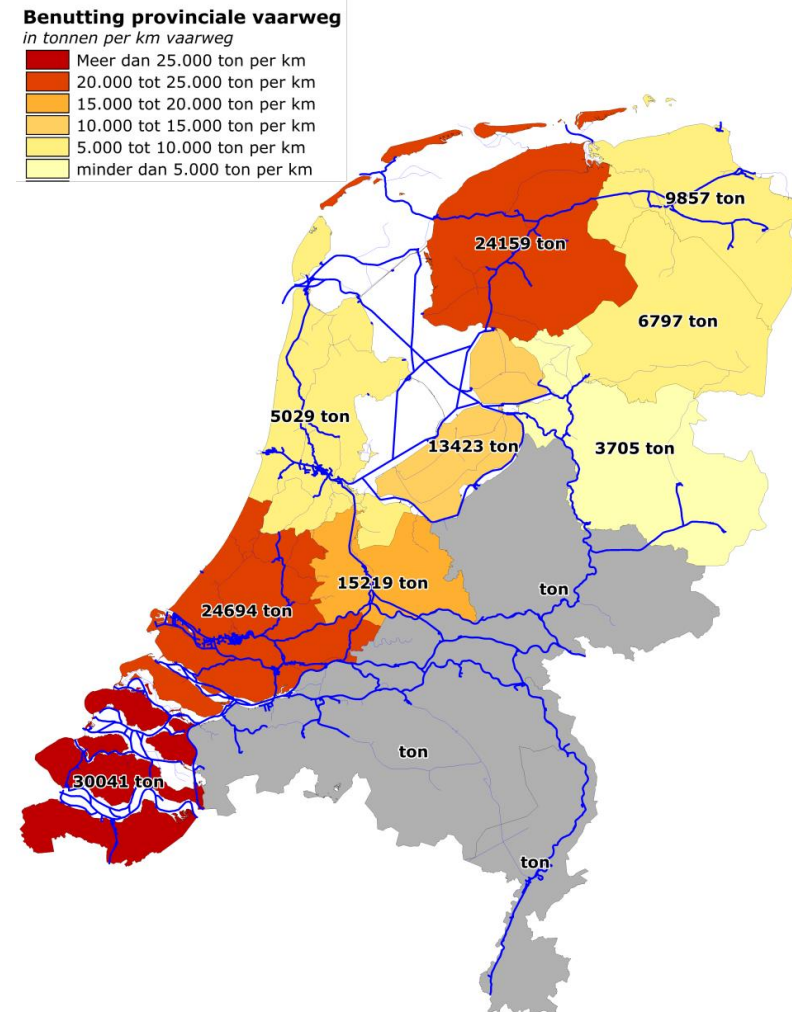 Benutting provinciale vaarweg
in tonnen per km vaarweg
Meer dan 25.000 ton per km
20.000 tot 25.000 ton per km
15.000 tot 20.000 ton per km
10.000 tot 15.000 ton per km
5.000 tot 10.000 ton per km
minder dan 5.000 ton per km
9857 ton
24159 ton
6797 ton
5029 ton
13423 ton
3705 ton
15219 ton
ton
24694 ton
ton
30041 ton
ton